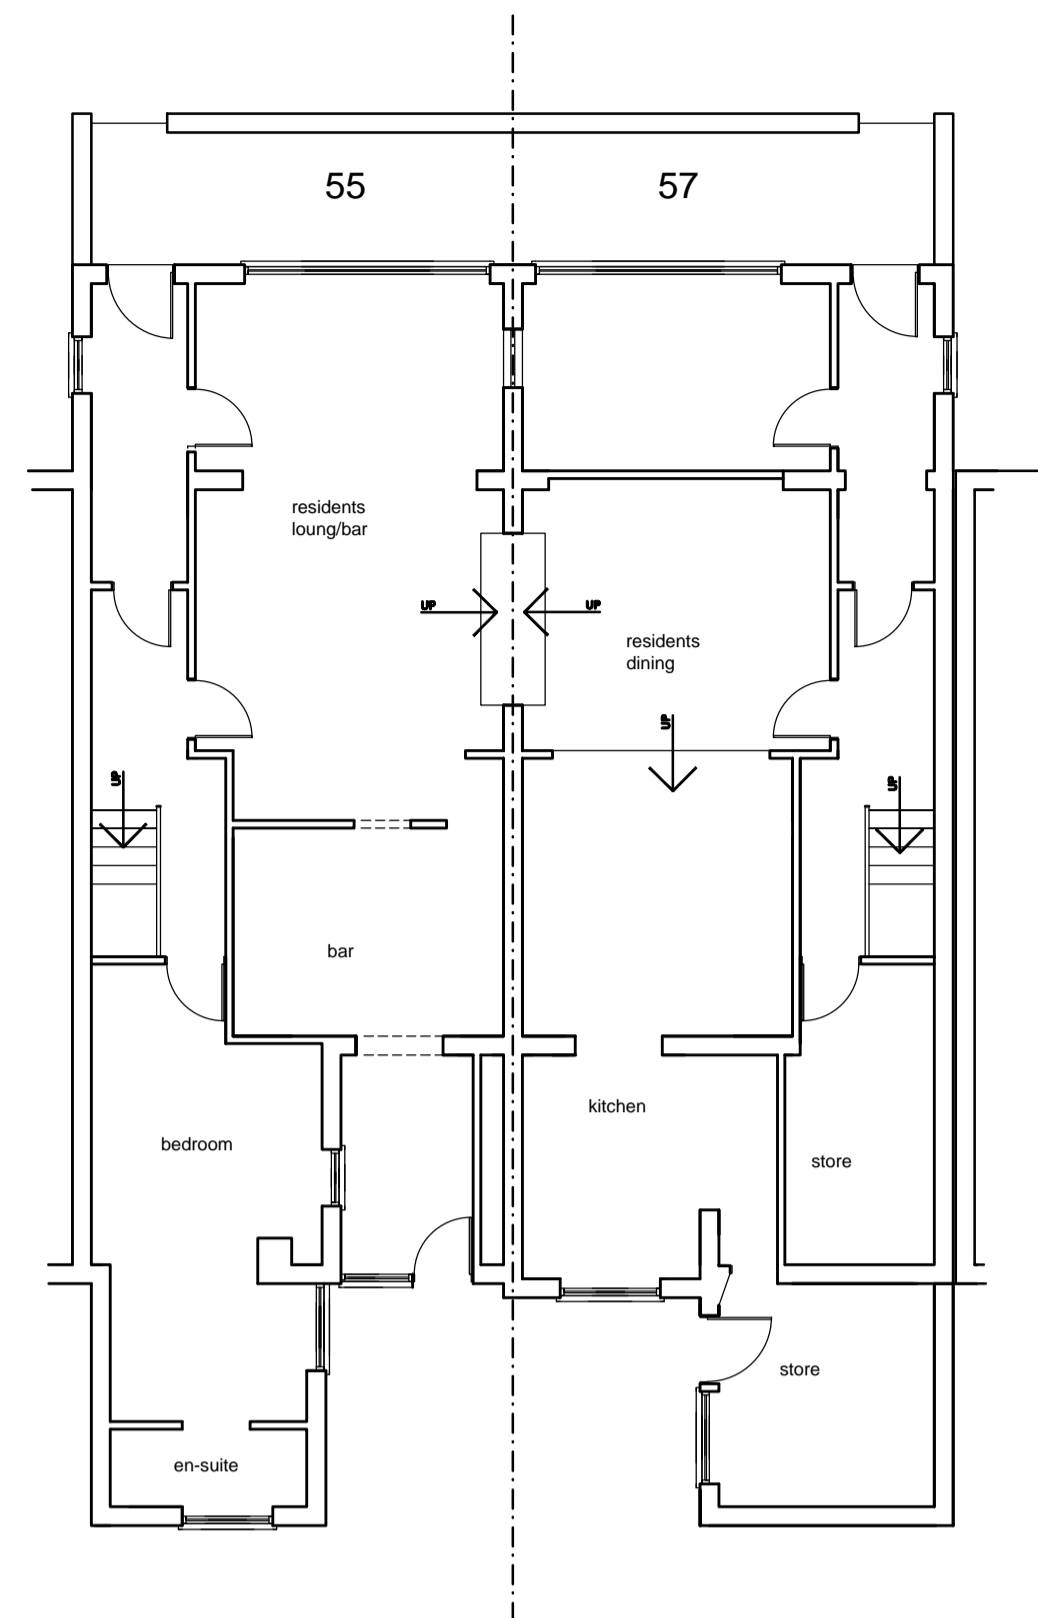 55
57
residents
loung/bar
UP
UP
residents
dining
UP
UP
UP
bar
kitchen
bedroom
store
store
en-suite